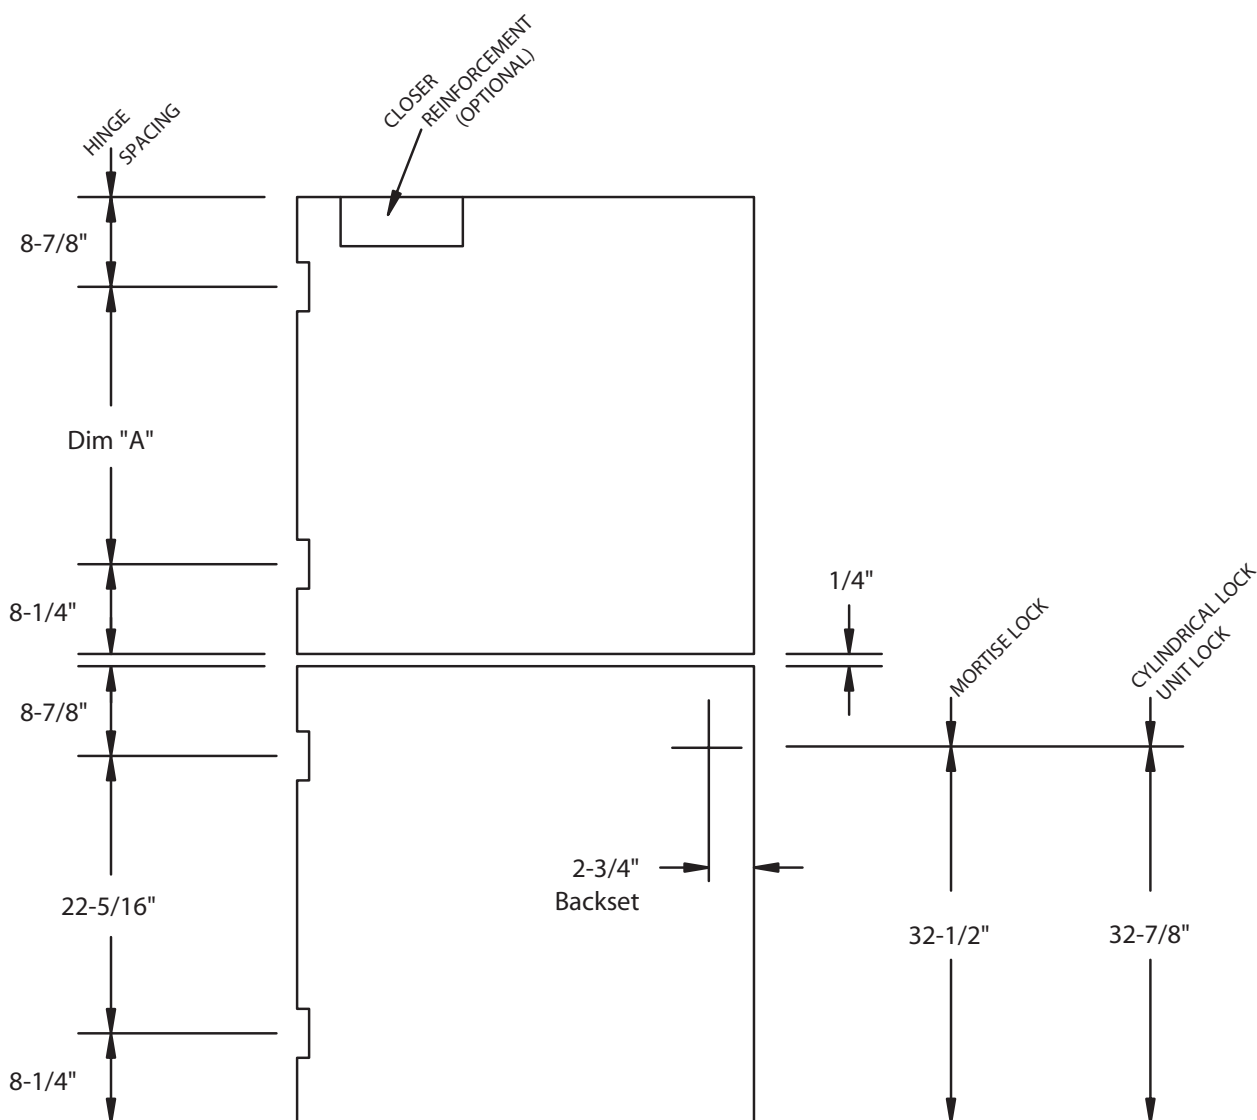 HINGE
SPACING
CLOSER
REINFORCEMENT
(OPTIONAL)
8-7/8"
Dim "A"
8-1/4"
1/4"
MORTISE LOCK
CYLINDRICAL LOCK
UNIT LOCK
8-7/8"
2-3/4"
Backset
22-5/16"
32-1/2"
32-7/8"
8-1/4"